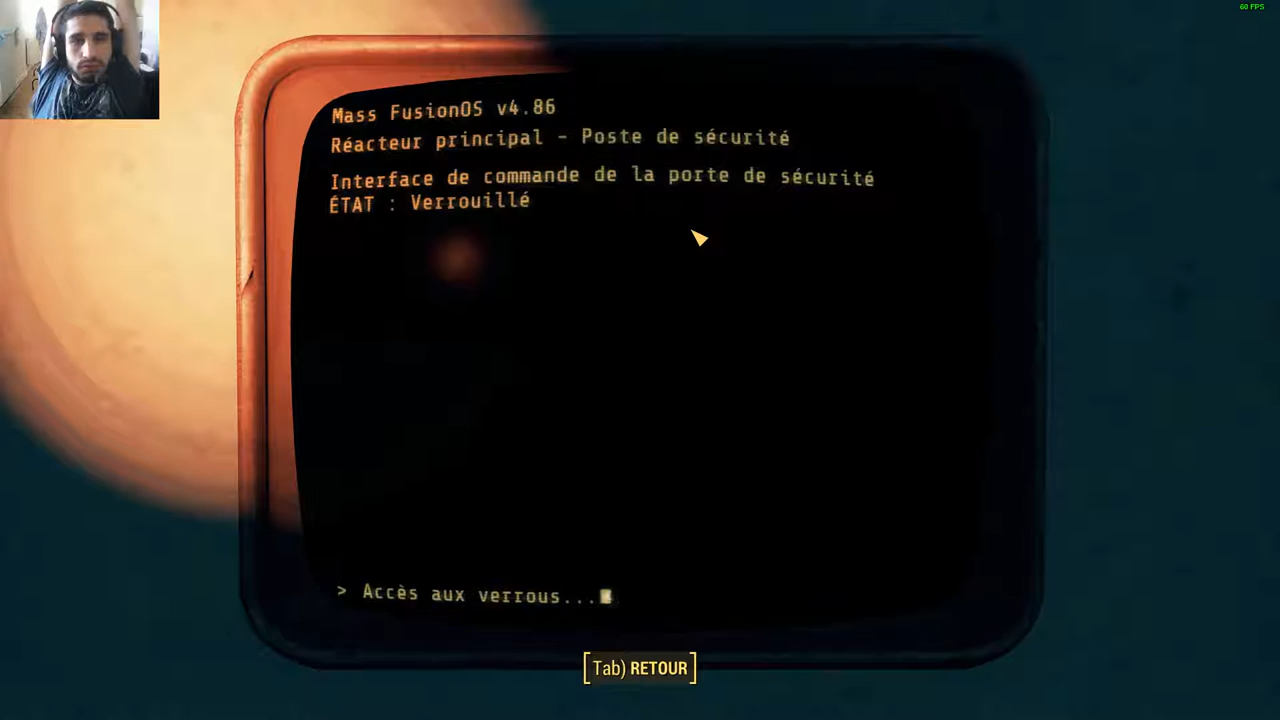 60 FPS
Mass FusionOS v4.86
Réacteur principal - Poste de sécurité
Interface de commande de la porte de sécurité
ÉTAT : Verrouillé
> Accès aux verrous...
[Tab) RETOUR]